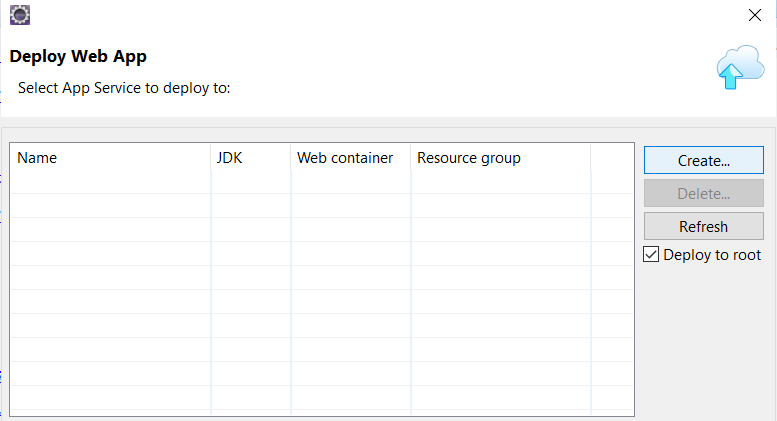 Deploy Web App
Select App Service to deploy to:
Name JDK Web container Resource group
Create...
Delete...
Refresh
Deploy to root